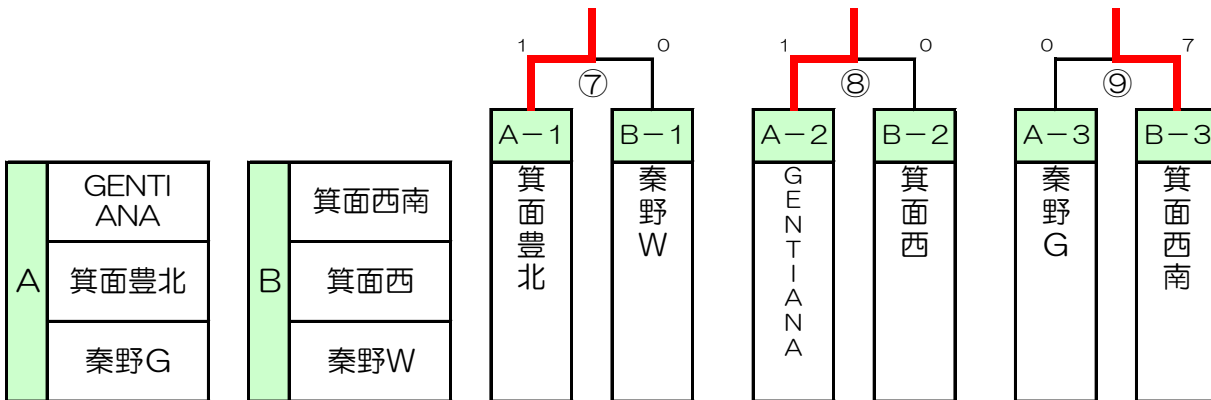 A
GENTI
ANA
箕面豊北
秦野G
B
箕面西南
箕面西
秦野W
1 0
⑦
A-1 B-1
箕面豊北
秦野W
1 0
⑧
A-2 B-2
GENTIANA
箕面西
0 7
⑨
A-3 B-3
秦野G
箕面西南